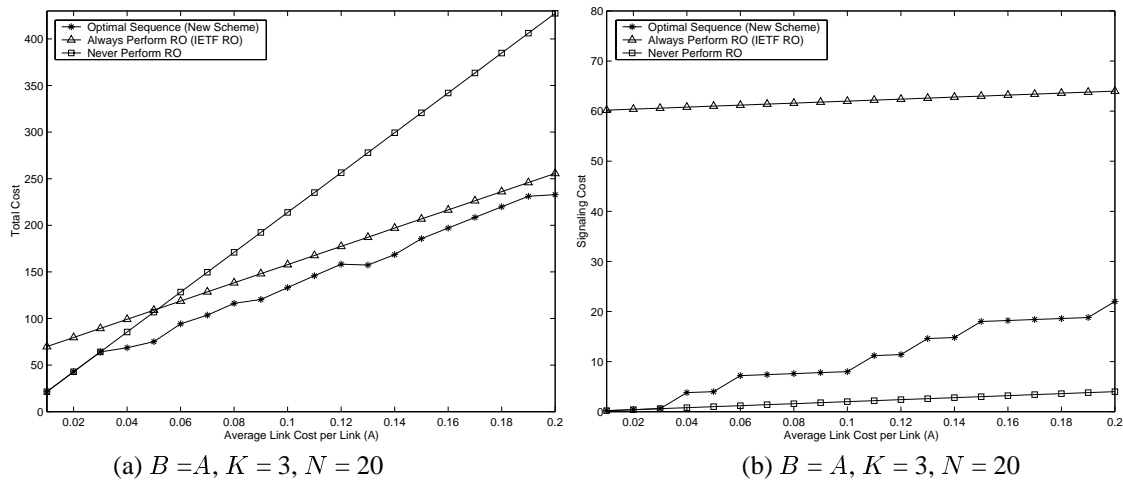 Optimal Sequence (New Scheme)
Always Perform RO (IETF RO)
Never Perform RO
400
350
300
250
200
150
100
50
0
Total Cost
0.02 0.04 0.06 0.08 0.1 0.12 0.14 0.16 0.18 0.2
Average Link Cost per Link (A)
(a) B =A, K = 3, N = 20
Optimal Sequence (New Scheme)
Always Perform RO (IETF RO)
Never Perform RO
80
70
60
50
40
30
20
10
0
Signaling Cost
0.02 0.04 0.06 0.08 0.1 0.12 0.14 0.16 0.18 0.2
Average Link Cost per Link (A)
(b) B = A, K = 3, N = 20